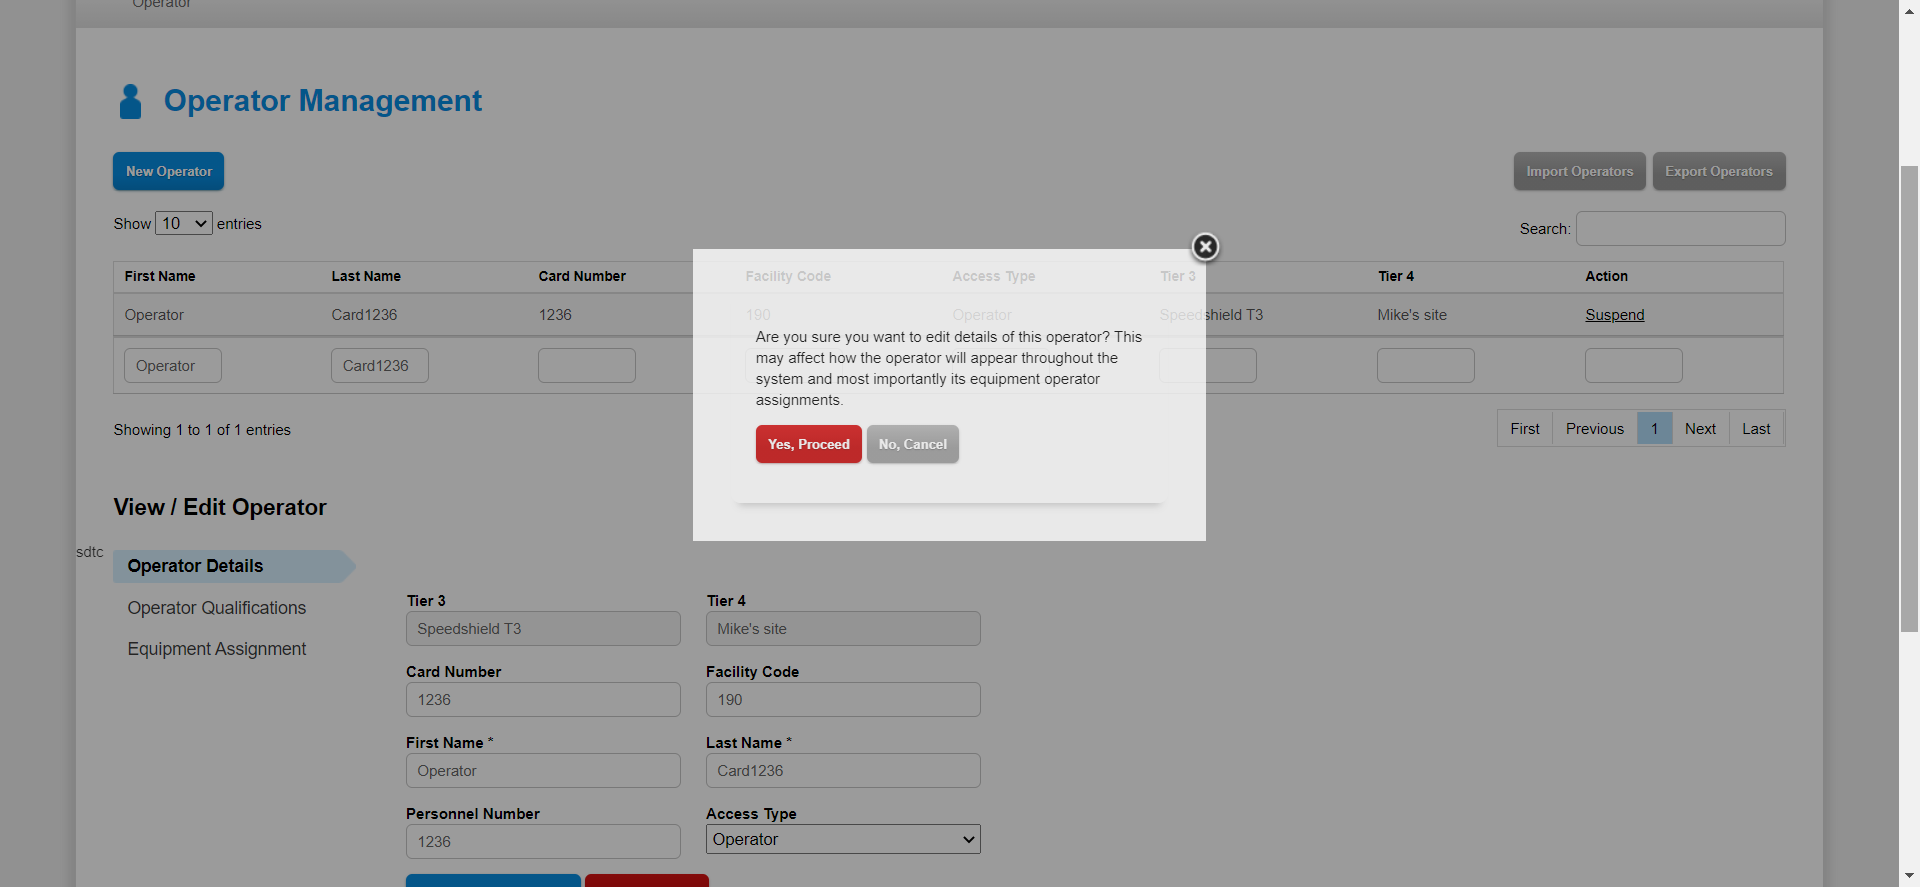 Operator
Operator Management
New Operator
Import Operators Export Operators
Show 10 entries
Search:
First Name Last Name Card Number Facility Code Access Type Tier 3 Tier 4 Action
Operator Card1236 1236 190 Operator Speedshield T3 Mike's site Suspend
Operator Card1236
Are you sure you want to edit details of this operator? This
may affect how the operator will appear throughout the
system and most importantly its equipment operator
assignments.
Yes, Proceed No, Cancel
Showing 1 to 1 of 1 entries
First Previous 1 Next Last
View / Edit Operator
sdtc
Operator Details
Operator Qualifications
Equipment Assignment
Tier 3 Tier 4
Speedshield T3 Mike's site
Card Number Facility Code
1236 190
First Name * Last Name *
Operator Card1236
Personnel Number Access Type
1236 Operator